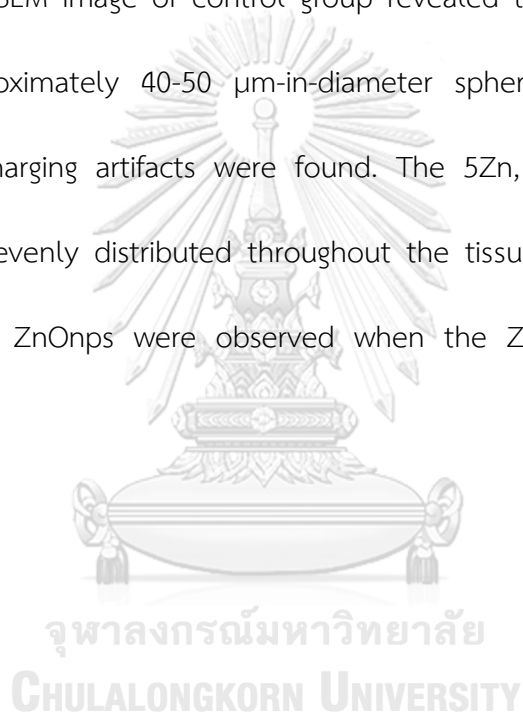 SEM image of control group revealed
oximately 40-50 µm-in-diameter
harging artifacts were found. The 5Zn,
evenly distributed throughout the
ZnOnps were observed when the
จุฬาลงกรณ์มหาวิทยาลัย
CHULALONGKORN UNIVERSITY